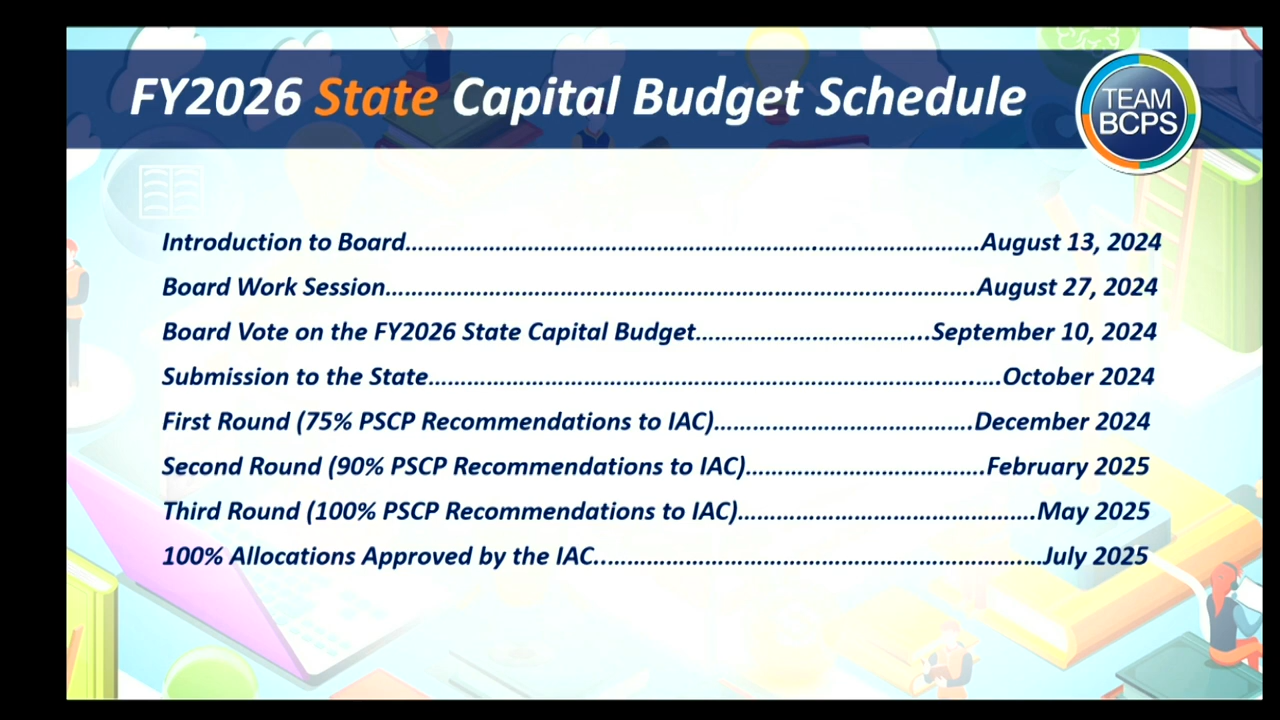 FY2026 State Capital Budget Schedule
TEAM
BCPS
Introduction to Board..........................................................................................August 13, 2024
Board Work Session............................................................................................August 27, 2024
Board Vote on the FY2026 State Capital Budget.....................................September 10, 2024
Submission to the State.........................................................................................October 2024
First Round (75% PSCP Recommendations to IAC)........................................December 2024
Second Round (90% PSCP Recommendations to IAC).....................................February 2025
Third Round (100% PSCP Recommendations to IAC)..............................................May 2025
100% Allocations Approved by the IAC......................................................................July 2025